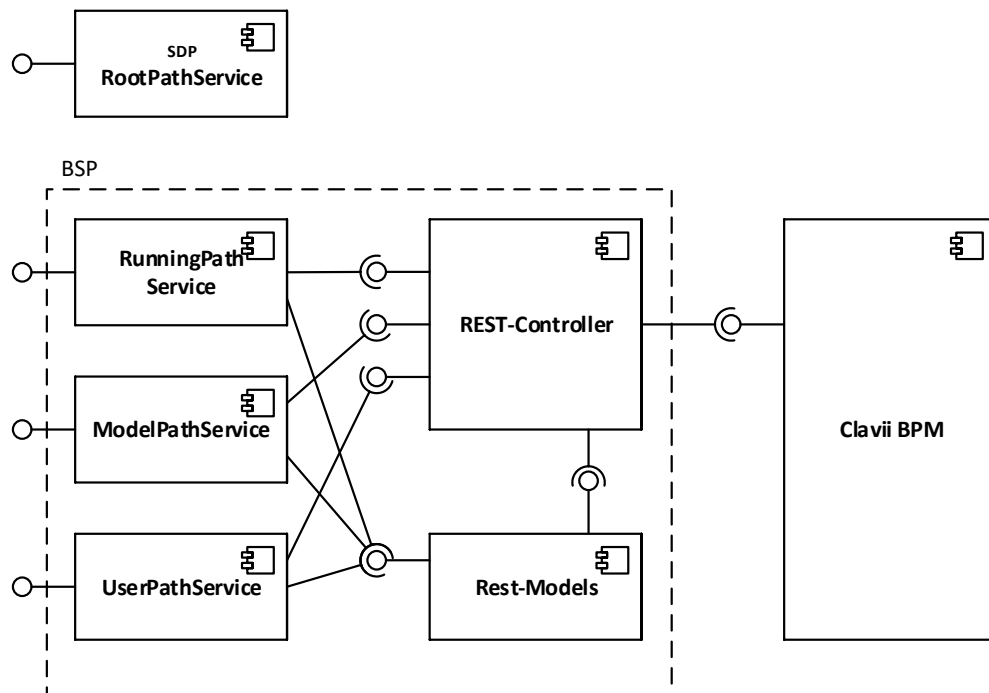 SDP
RootPathService
BSP
RunningPath
Service
REST-Controller
ModelPathService
Clavii BPM
UserPathService
Rest-Models